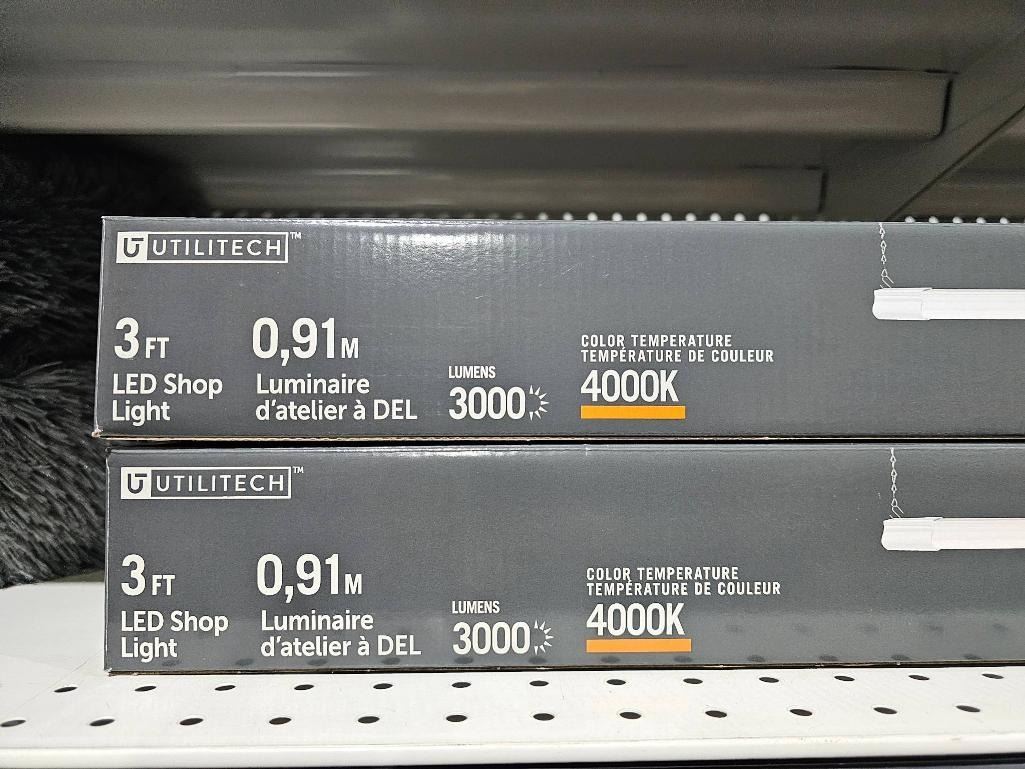 UTILITECH™
3 FT 0,91M
LED Shop Luminaire
Light d'atelier à DEL
LUMENS
3000
COLOR TEMPERATURE
TEMPÉRATURE DE COULEUR
4000K
UTILITECH™
3 FT 0,91M
LED Shop Luminaire
Light d'atelier à DEL
LUMENS
3000
COLOR TEMPERATURE
TEMPÉRATURE DE COULEUR
4000K